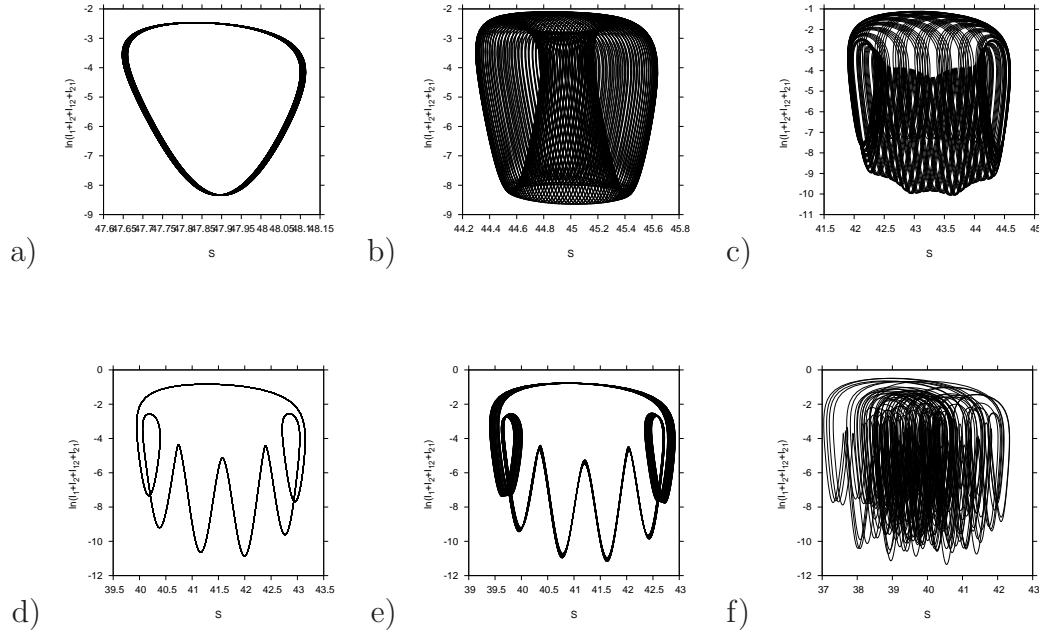 -2
-3
-4
-5
-6
-7
-8
-9
ln(I₁+I₂+I₁₂+I₂₁)
47.6 47.65 47.7 47.75 47.8 47.85 47.9 47.95 48 48.05 48.1 48.15
S
a)
-2
-3
-4
-5
-6
-7
-8
-9
ln(I₁+I₂+I₁₂+I₂₁)
44.2 44.4 44.6 44.8 45 45.2 45.4 45.6 45.8
S
b)
-1
-2
-3
-4
-5
-6
-7
-8
-9
-10
-11
ln(I₁+I₂+I₁₂+I₂₁)
41.5 42 42.5 43 43.5 44 44.5 45
S
c)
0
-2
-4
-6
-8
-10
-12
ln(I₁+I₂+I₁₂+I₂₁)
39.5 40 40.5 41 41.5 42 42.5 43 43.5
S
d)
0
-2
-4
-6
-8
-10
-12
ln(I₁+I₂+I₁₂+I₂₁)
39 39.5 40 40.5 41 41.5 42 42.5 43
S
e)
0
-2
-4
-6
-8
-10
-12
ln(I₁+I₂+I₁₂+I₂₁)
37 38 39 40 41 42 43
S
f)